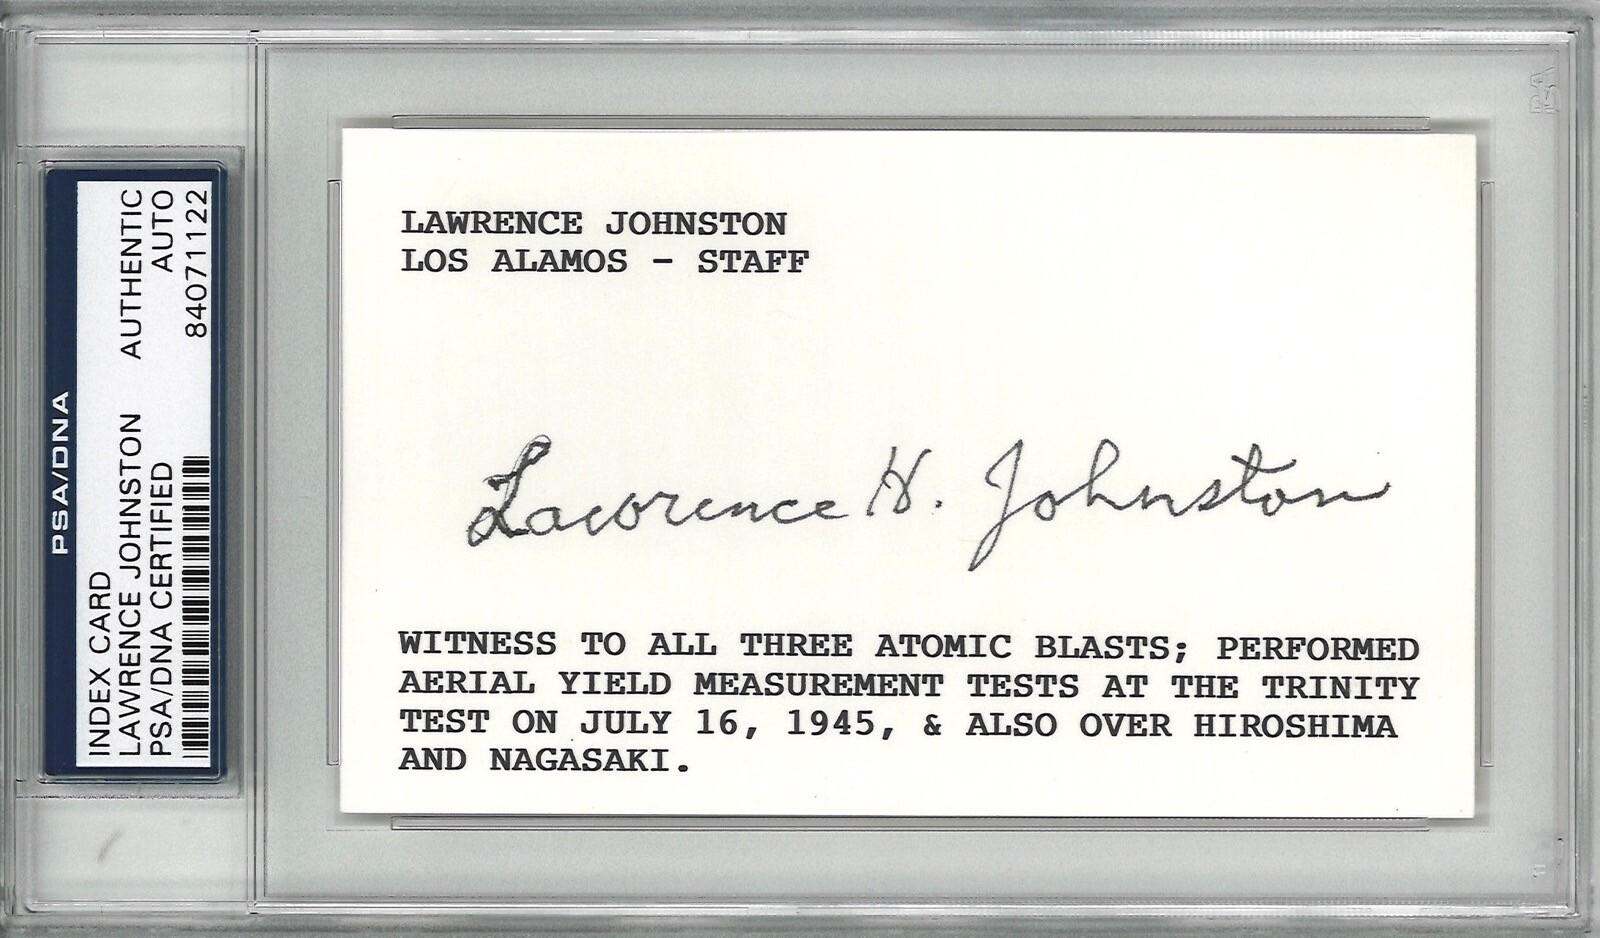 PSA/DNA
INDEX CARD
LAWRENCE JOHNSTON AUTHENTIC
PSA/DNA CERTIFIED AUTO
84071122
LAWRENCE JOHNSTON
LOS ALAMOS - STAFF
Lawrence H. Johnston
WITNESS TO ALL THREE ATOMIC BLASTS; PERFORMED
AERIAL YIELD MEASUREMENT TESTS AT THE TRINITY
TEST ON JULY 16, 1945, & ALSO OVER HIROSHIMA
AND NAGASAKI.